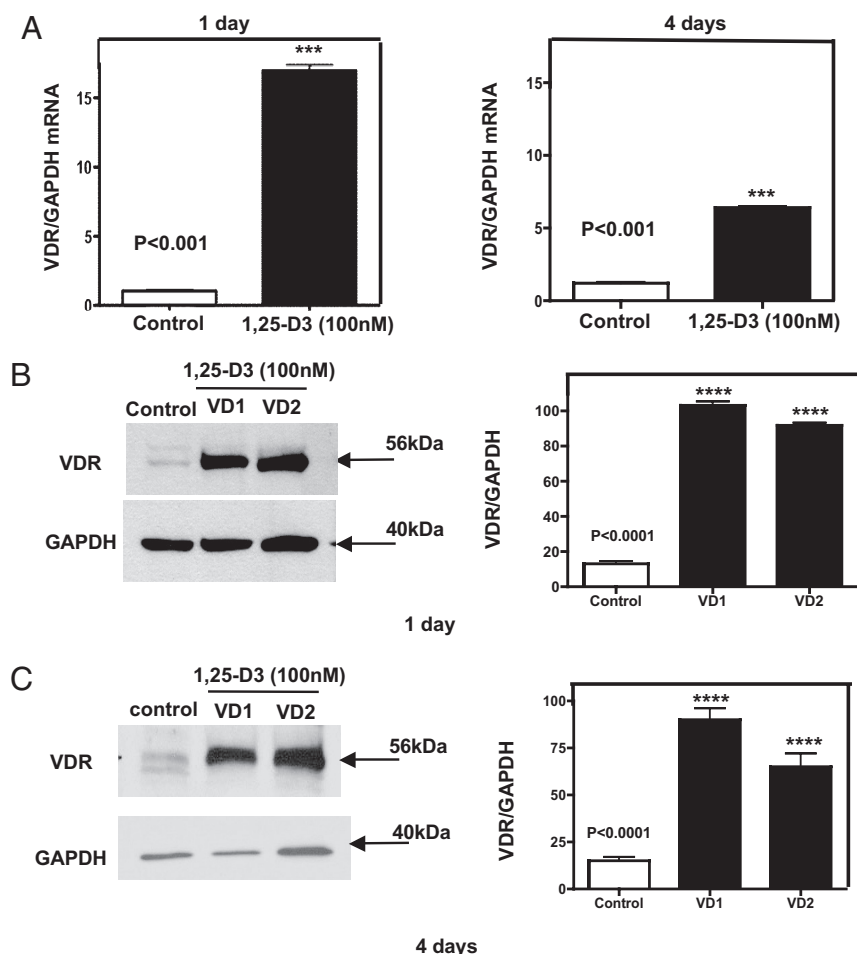 A
1 day
***
VDR/GAPDH mRNA
15
10
5
0
P<0.001
Control
1,25-D3 (100nM)
4 days
VDR/GAPDH mRNA
15
10
5
0
P<0.001
***
Control
1,25-D3 (100nM)
B
1,25-D3 (100nM)
Control VD1 VD2
VDR
56kDa
GAPDH
40kDa
VDR/GAPDH
100
80
60
40
20
0
P<0.0001
****
****
Control VD1 VD2
1 day
C
1,25-D3 (100nM)
control VD1 VD2
VDR
56kDa
GAPDH
40kDa
VDR/GAPDH
100
75
50
25
0
P<0.0001
****
****
Control VD1 VD2
4 days